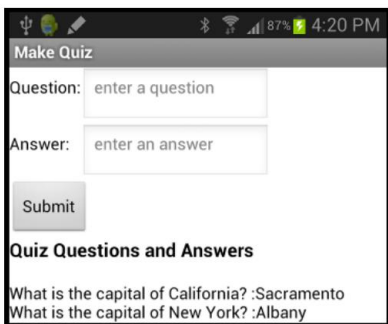 87% 4:20 PM
Make Quiz
Question: enter a question
Answer: enter an answer
Submit
Quiz Questions and Answers
What is the capital of California? :Sacramento
What is the capital of New York? :Albany